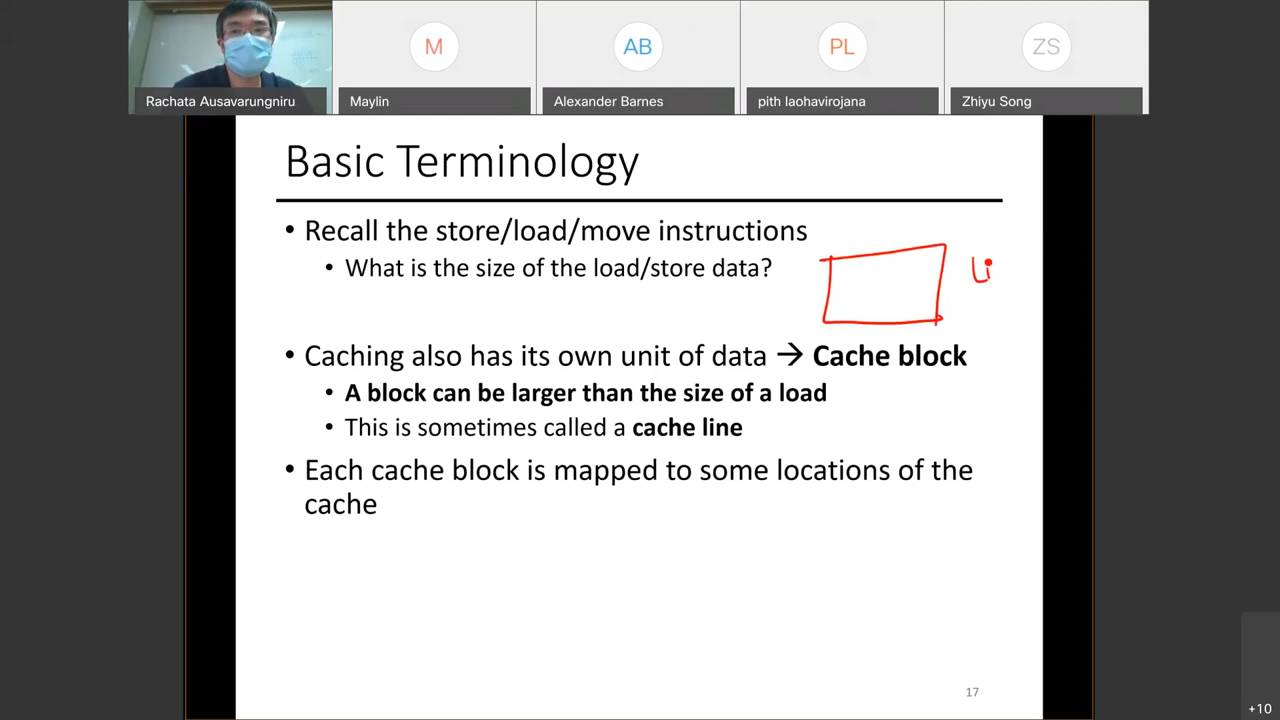 M
AB
PL
ZS
Rachata Ausavarungniru
Maylin
Alexander Barnes
pith laohavirojana
Zhiyu Song
Basic Terminology
• Recall the store/load/move instructions
• What is the size of the load/store data?
Li
• Caching also has its own unit of data → Cache block
• A block can be larger than the size of a load
• This is sometimes called a cache line
• Each cache block is mapped to some locations of the
cache
17
+10